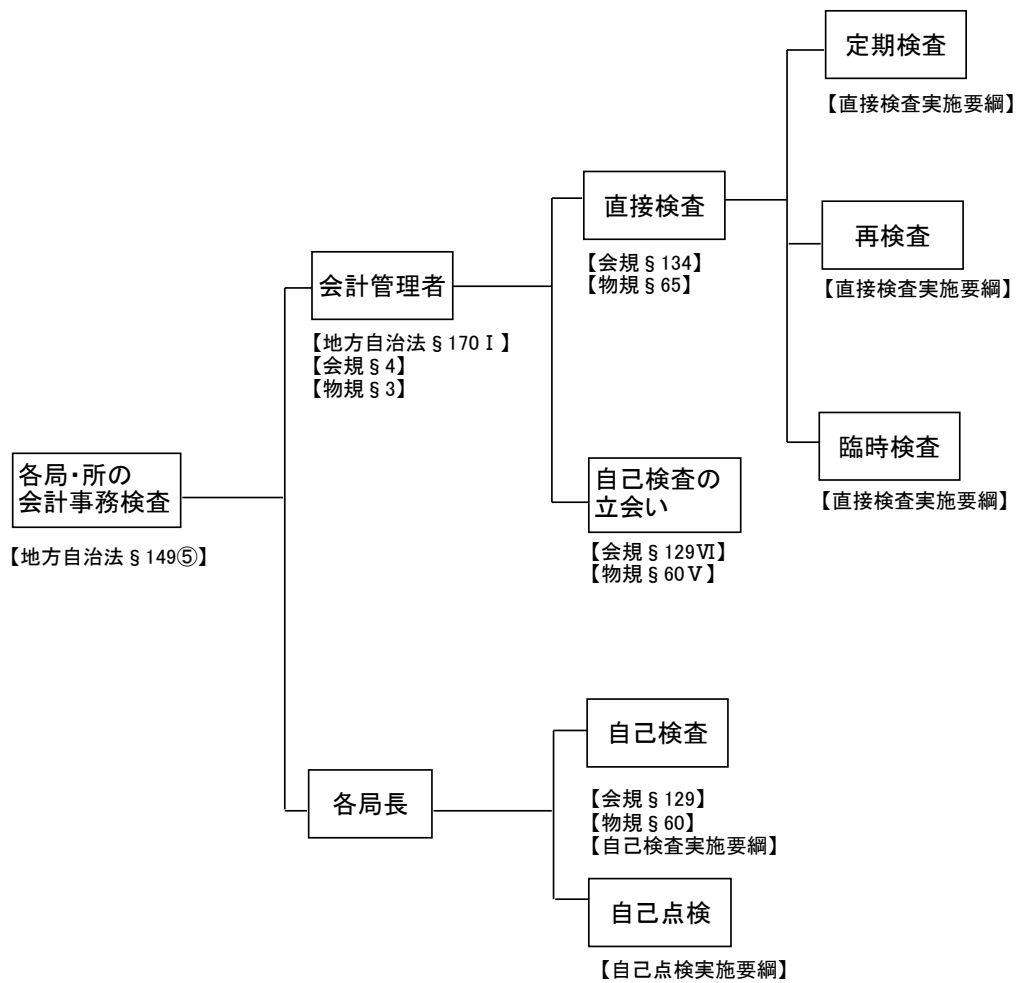 定期検査
【直接検査実施要綱】
直接検査
【会規§134】
【物規§65】
再検査
【直接検査実施要綱】
会計管理者
【地方自治法§170Ⅰ】
【会規§4】
【物規§3】
臨時検査
【直接検査実施要綱】
各局・所の
会計事務検査
【地方自治法§149⑤】
自己検査の
立会い
【会規§129Ⅵ】
【物規§60Ⅴ】
自己検査
【会規§129】
【物規§60】
【自己検査実施要綱】
各局長
自己点検
【自己点検実施要綱】